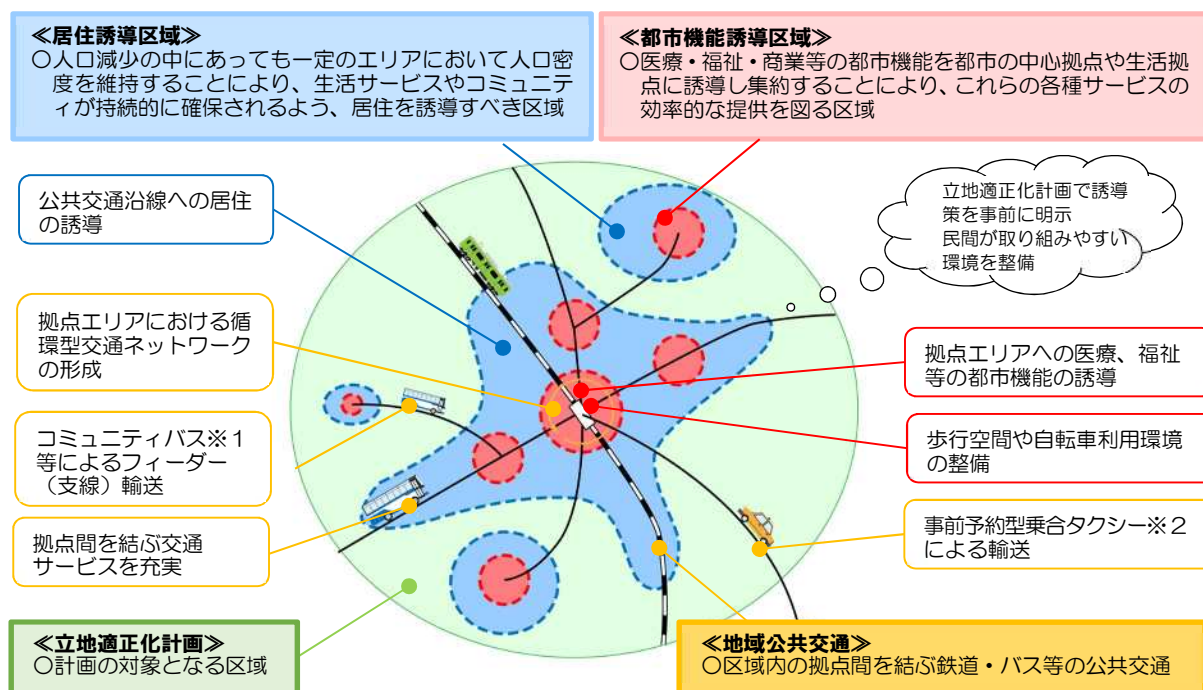 ≪居住誘導区域≫
〇人口減少の中にあっても一定のエリアにおいて人口密
度を維持することにより、生活サービスやコミュニテ
ィが持続的に確保されるよう、居住を誘導すべき区域
≪都市機能誘導区域≫
〇医療・福祉・商業等の都市機能を都市の中心拠点や生活拠
点に誘導し集約することにより、これらの各種サービスの
効率的な提供を図る区域
公共交通沿線への居住
の誘導
立地適正化計画で誘導
策を事前に明示
民間が取り組みやすい
環境を整備
拠点エリアにおける循
環型交通ネットワーク
の形成
拠点エリアへの医療、福祉
等の都市機能の誘導
コミュニティバス※1
等によるフィーダー
（支線）輸送
歩行空間や自転車利用環境
の整備
拠点間を結ぶ交通
サービスを充実
事前予約型乗合タクシー※2
による輸送
≪立地適正化計画≫
〇計画の対象となる区域
≪地域公共交通≫
〇区域内の拠点間を結ぶ鉄道・バス等の公共交通